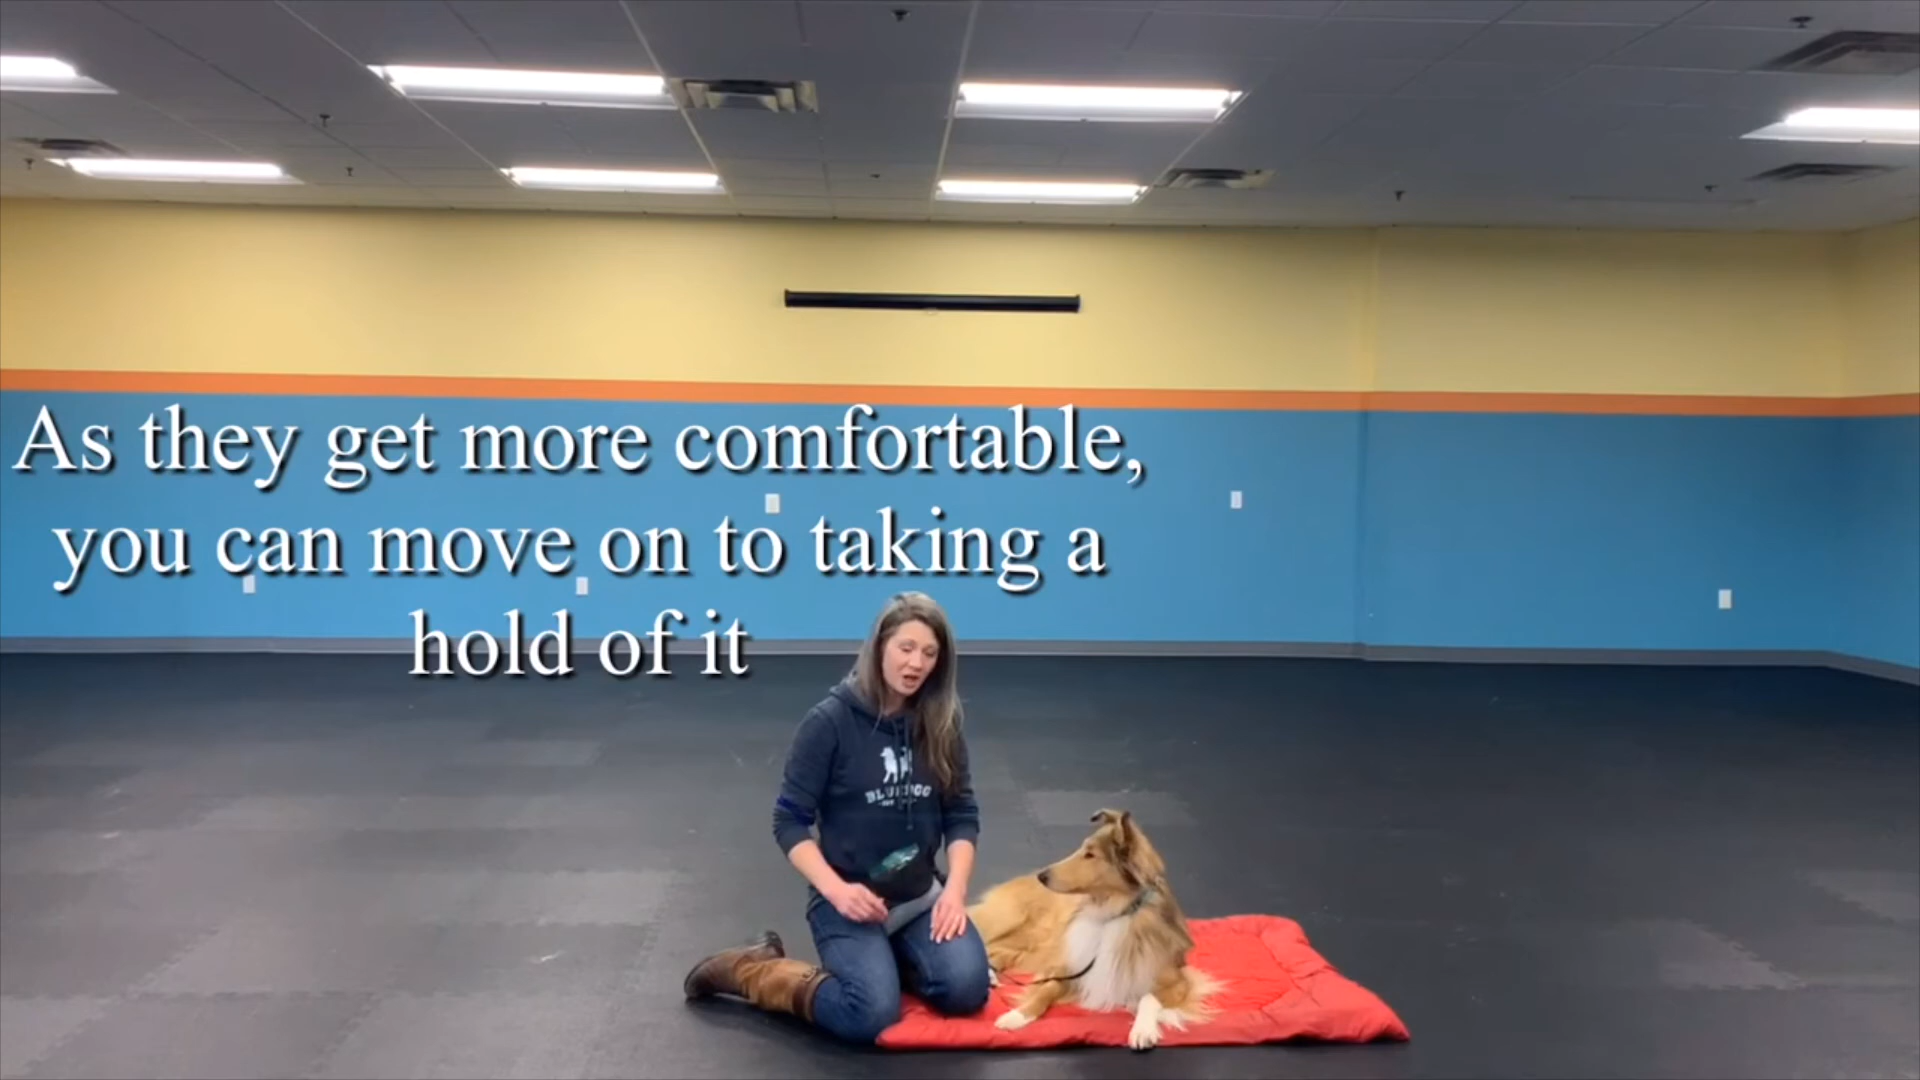 As they get more comfortable,
you can move on to taking a
hold of it